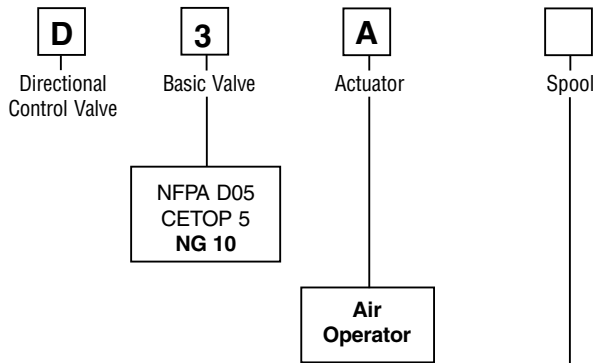 D 3 A
Directional
Control Valve
Basic Valve
Actuator
Spool
NFPA D05
CETOP 5
NG 10
Air
Operator